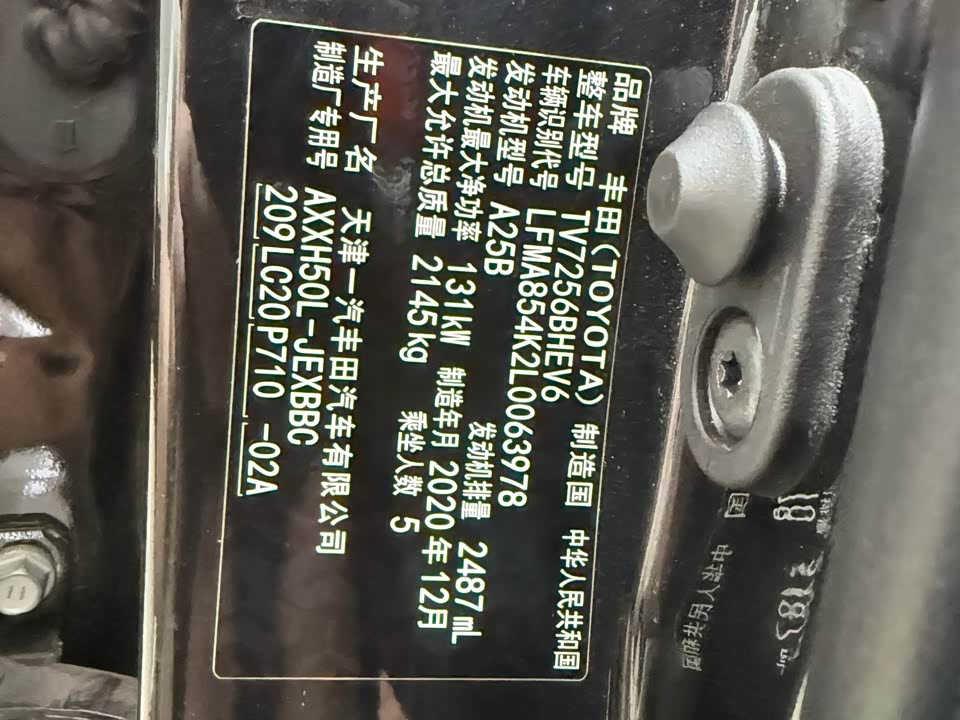 品牌 丰田(TOYOTA) 制造国 中华人民共和国
整车型号 TV7256BHEV6
车辆识别代号 LFMA854K2L0063978
发动机型号 A25B 发动机排量 2487mL
发动机最大净功率 131kW 制造年月 2020年12月
最大允许总质量 2145kg 乘坐人数 5
生产厂名 天津一汽丰田汽车有限公司
制造厂专用号 AXXH50L-JEXBBC
209LC20P710 -02A